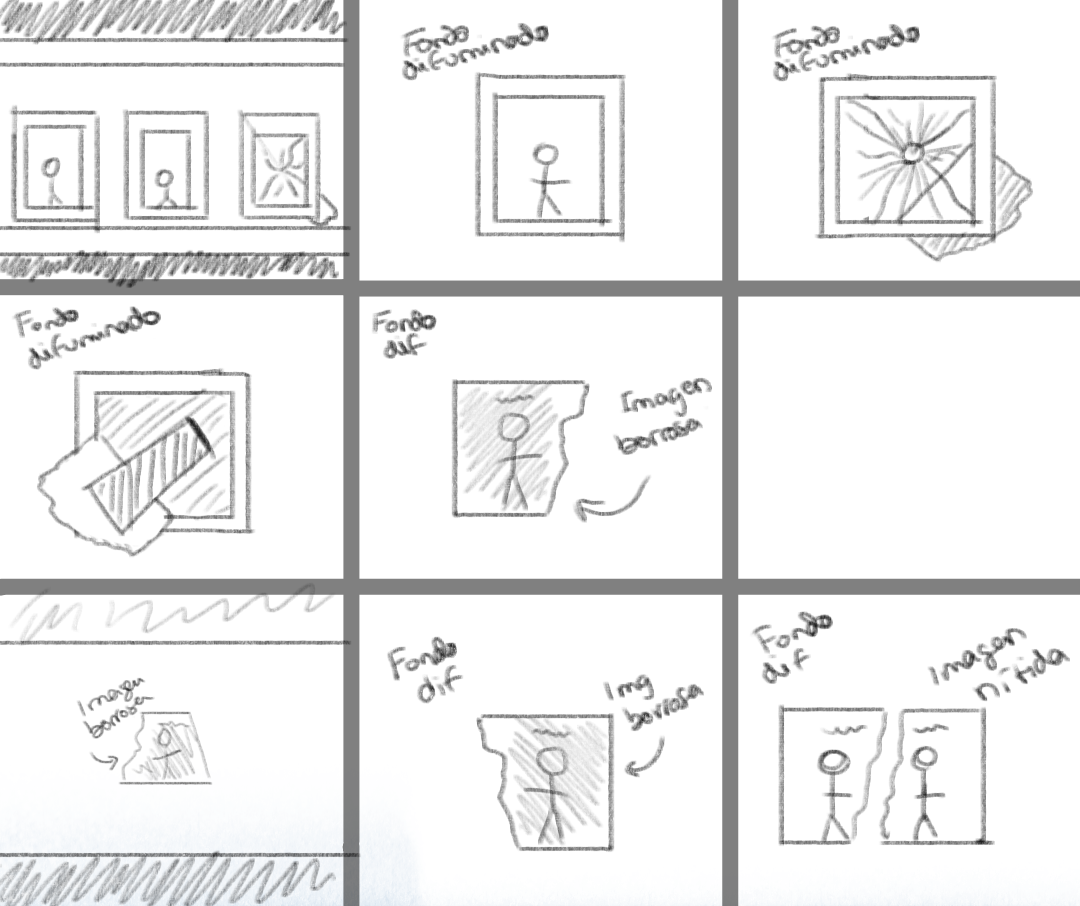 Fondo
difuminado
Fondo
difuminado
Fondo
difuminado
Fondo
dif
Imagen
borrosa
Imagen
borrosa
Fondo
dif
Img
borrosa
Fondo
dif
Imagen
nítida